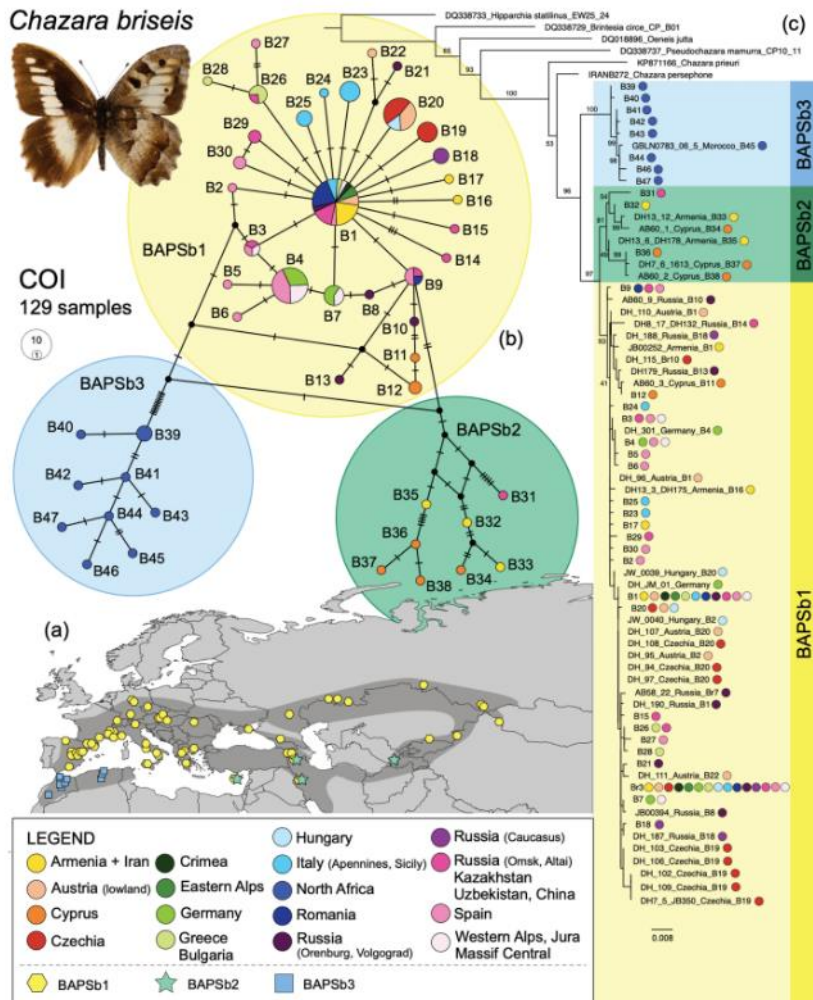 Chazara briseis
COI
129 samples
10
1
BAPSb1
BAPSb3
BAPSb2
(b)
B27
B28
B26
B24
B23
B22
B21
B25
B20
B29
B19
B30
B18
B2
B17
B16
B3
B1
B15
B14
B4
B5
B6
B7
B8
B9
B10
B11
B13
B12
B40
B39
B42
B41
B47
B44
B43
B46
B45
B35
B31
B36
B32
B37
B38
B34
B33
(a)
(c)
DQ338733_Hipparchia statilinus_EW25_24
DQ338729_Brintesia circe_CP_B01
DQ018896_Oeneis jutta
DQ338737_Pseudochazara mamurra_CP10_11
KP871166_Chazara prieuri
IRANB272_Chazara persephone
B39
B40
B41
B42
B43
GBLN0783_06_5_Morocco_B45
B44
B46
B47
BAPSb3
B31
B32
DH13_12_Armenia_B33
AB60_1_Cyprus_B34
DH13_6_DH178_Armenia_B35
B36
DH7_6_1613_Cyprus_B37
AB60_2_Cyprus_B38
BAPSb2
B9
AB60_9_Russia_B10
DH_110_Austria_B1
DH8_17_DH132_Russia_B14
DH_188_Russia_B18
JB00252_Armenia_B1
DH_115_Br10
DH179_Russia_B13
AB60_3_Cyprus_B11
B12
B24
B3
DH_301_Germany_B4
B4
B5
B6
DH_96_Austria_B1
DH13_3_DH175_Armenia_B16
B25
B23
B17
B29
B30
B2
JW_0039_Hungary_B20
DH_JM_01_Germany
B1
B20
JW_0040_Hungary_B2
DH_107_Austria_B20
DH_108_Czechia_B20
DH_95_Austria_B2
DH_94_Czechia_B20
DH_97_Czechia_B20
AB58_22_Russia_Br7
DH_190_Russia_B1
B15
B26
B27
B28
B21
DH_111_Austria_B22
Br3
B7
JB00394_Russia_B8
B18
DH_187_Russia_B18
DH_103_Czechia_B19
DH_106_Czechia_B19
DH_102_Czechia_B19
DH_109_Czechia_B19
DH7_5_JB350_Czechia_B19
BAPSb1
93
100
53
100
96
97
93
41
0.008
LEGEND
Armenia + Iran
Austria (lowland)
Cyprus
Czechia
Crimea
Eastern Alps
Germany
Greece
Bulgaria
Hungary
Italy (Apennines, Sicily)
North Africa
Romania
Russia
(Orenburg, Volgograd)
Russia (Caucasus)
Russia (Omsk, Altai)
Kazakhstan
Uzbekistan, China
Spain
Western Alps, Jura
Massif Central
BAPSb1
BAPSb2
BAPSb3